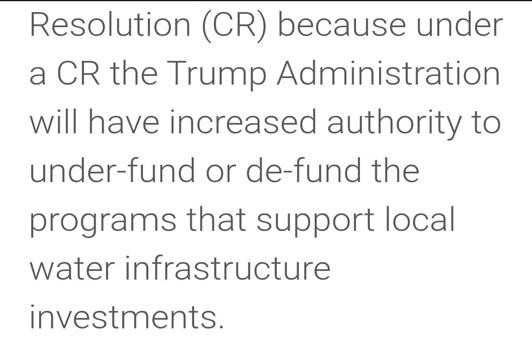 Resolution (CR) because under
a CR the Trump Administration
will have increased authority to
under-fund or de-fund the
programs that support local
water infrastructure
investments.